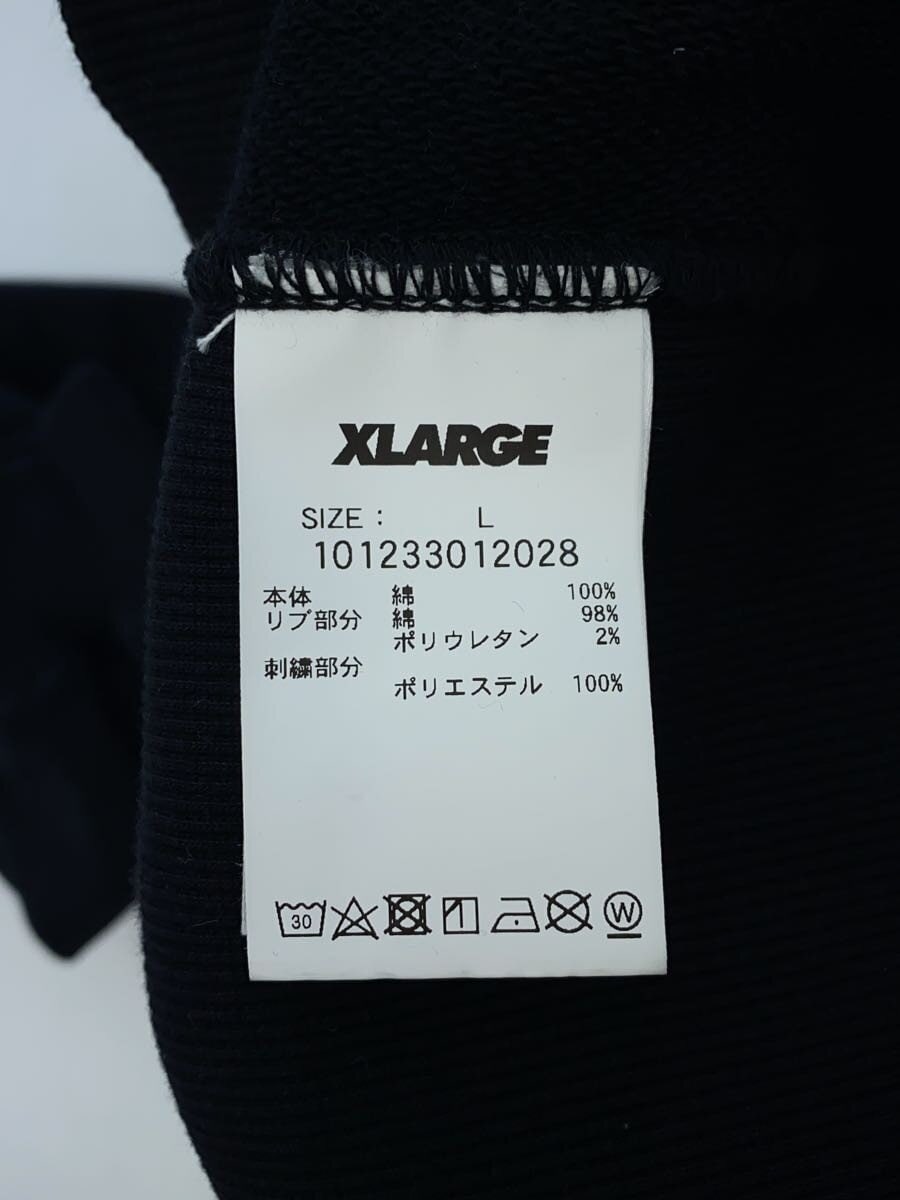 XLARGE
SIZE : L
101233012028
本体 綿 100%
リブ部分 綿 98%
ポリウレタン 2%
刺繍部分
ポリエステル 100%
30
W